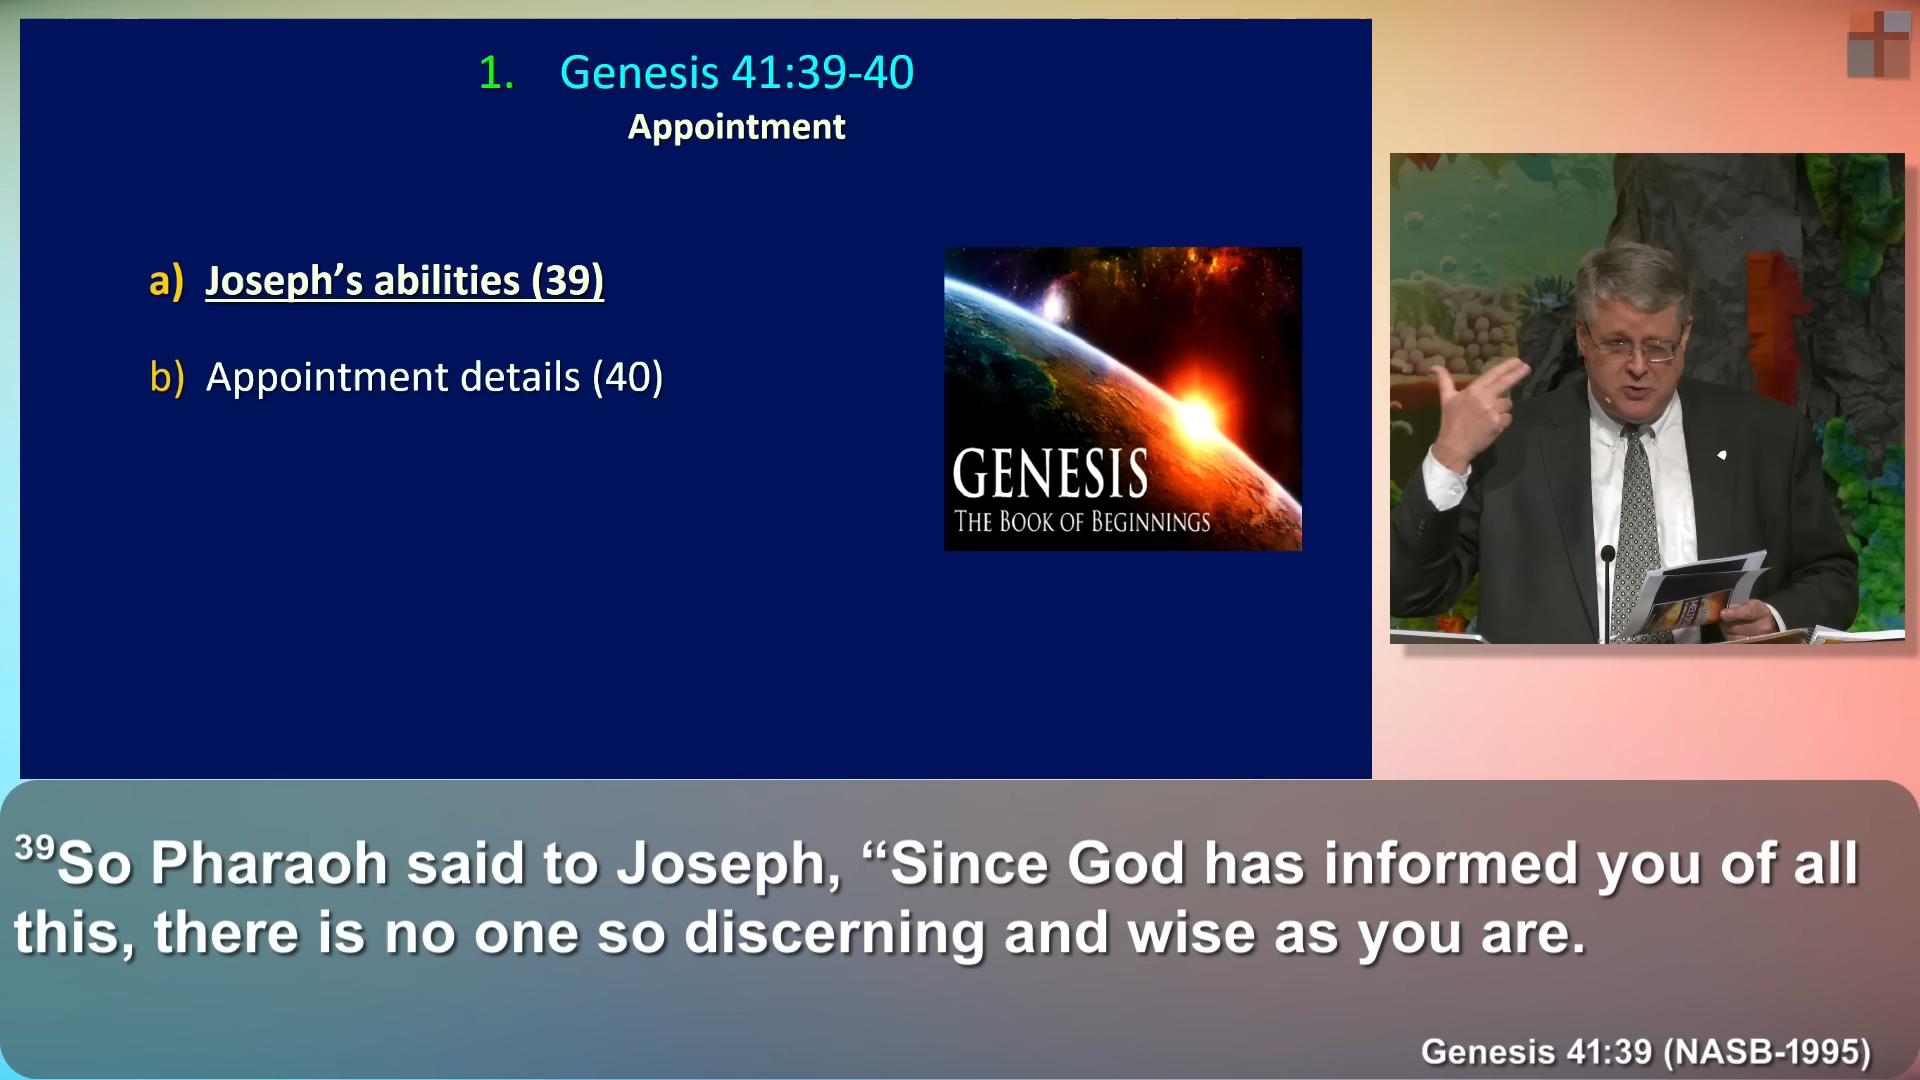 1. Genesis 41:39-40
Appointment
a) Joseph’s abilities (39)
b) Appointment details (40)
GENESIS
THE BOOK OF BEGINNINGS
39So Pharaoh said to Joseph, “Since God has informed you of all
this, there is no one so discerning and wise as you are.
Genesis 41:39 (NASB-1995)